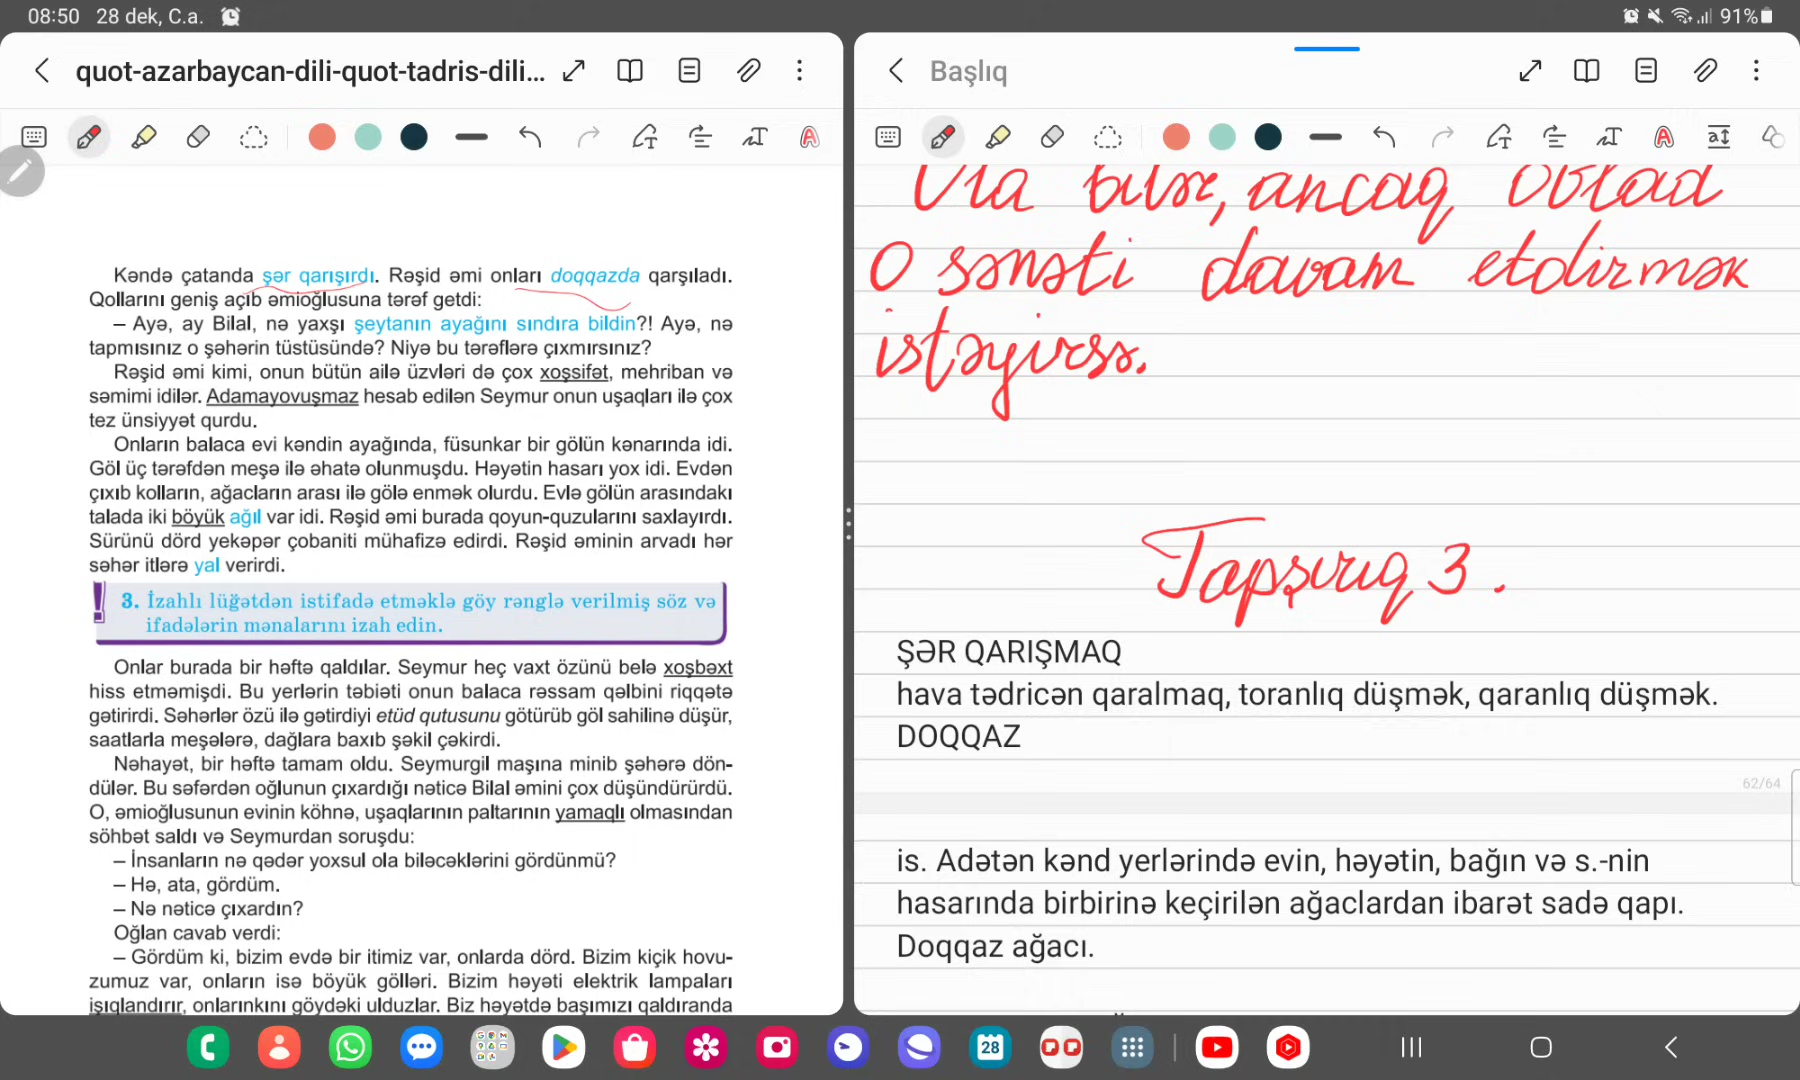 08:50 28 dek, C.a.
91%
quot-azarbaycan-dili-quot-tadris-dili...
Kəndə çatanda şər qarışırdı. Rəşid əmi onları doqqazda qarşıladı.
Qollarını geniş açıb əmioğlusuna tərəf getdi:
– Ayə, ay Bilal, nə yaxşı şeytanın ayağını sındıra bildin?! Ayə, nə
tapmısınız o şəhərin tüstüsündə? Niyə bu tərəflərə çıxmırsınız?
Rəşid əmi kimi, onun bütün ailə üzvləri də çox xoşsifət, mehriban və
səmimi idilər. Adamayovuşmaz hesab edilən Seymur onun uşaqları ilə çox
tez ünsiyyət qurdu.
Onların balaca evi kəndin ayağında, füsunkar bir gölün kənarında idi.
Göl üç tərəfdən meşə ilə əhatə olunmuşdu. Həyətin hasarı yox idi. Evdən
çıxıb kolların, ağacların arası ilə gölə enmək olurdu. Evlə gölün arasındakı
talada iki böyük ağıl var idi. Rəşid əmi burada qoyun-quzularını saxlayırdı.
Sürünü dörd yekəpər çobaniti mühafizə edirdi. Rəşid əminin arvadı hər
səhər itlərə yal verirdi.
! 3. İzahlı lüğətdən istifadə etməklə göy rənglə verilmiş söz və
ifadələrin mənalarını izah edin.
Onlar burada bir həftə qaldılar. Seymur heç vaxt özünü belə xoşbəxt
hiss etməmişdi. Bu yerlərin təbiəti onun balaca rəssam qəlbini riqqətə
gətirirdi. Səhərlər özü ilə gətirdiyi etüd qutusunu götürüb göl sahilinə düşür,
saatlarla meşələrə, dağlara baxıb şəkil çəkirdi.
Nəhayət, bir həftə tamam oldu. Seymurgil maşına minib şəhərə dön-
dülər. Bu səfərdən oğlunun çıxardığı nəticə Bilal əmini çox düşündürürdü.
O, əmioğlusunun evinin köhnə, uşaqlarının paltarının yamaqlı olmasından
söhbət saldı və Seymurdan soruşdu:
– İnsanların nə qədər yoxsul ola biləcəklərini gördünmü?
– Hə, ata, gördüm.
– Nə nəticə çıxardın?
Oğlan cavab verdi:
– Gördüm ki, bizim evdə bir itimiz var, onlarda dörd. Bizim kiçik hovu-
zumuz var, onların isə böyük gölləri. Bizim həyəti elektrik lampaları
işıqlandırır, onlarınkını göydəki ulduzlar. Biz həyətdə başımızı qaldıranda
Başlıq
Ola bilər, ancaq övlad
O sənəti davam etdirmək
istəyirsə.
Tapşırıq 3.
ŞƏR QARIŞMAQ
hava tədricən qaralmaq, toranlıq düşmək, qaranlıq düşmək.
DOQQAZ
62/64
is. Adətən kənd yerlərində evin, həyətin, bağın və s.-nin
hasarında birbirinə keçirilən ağaclardan ibarət sadə qapı.
Doqqaz ağacı.
28